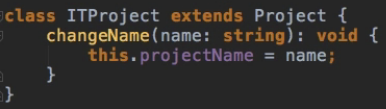 class ITProject extends Project {
    changeName(name: string): void {
        this.projectName = name;
    }
}